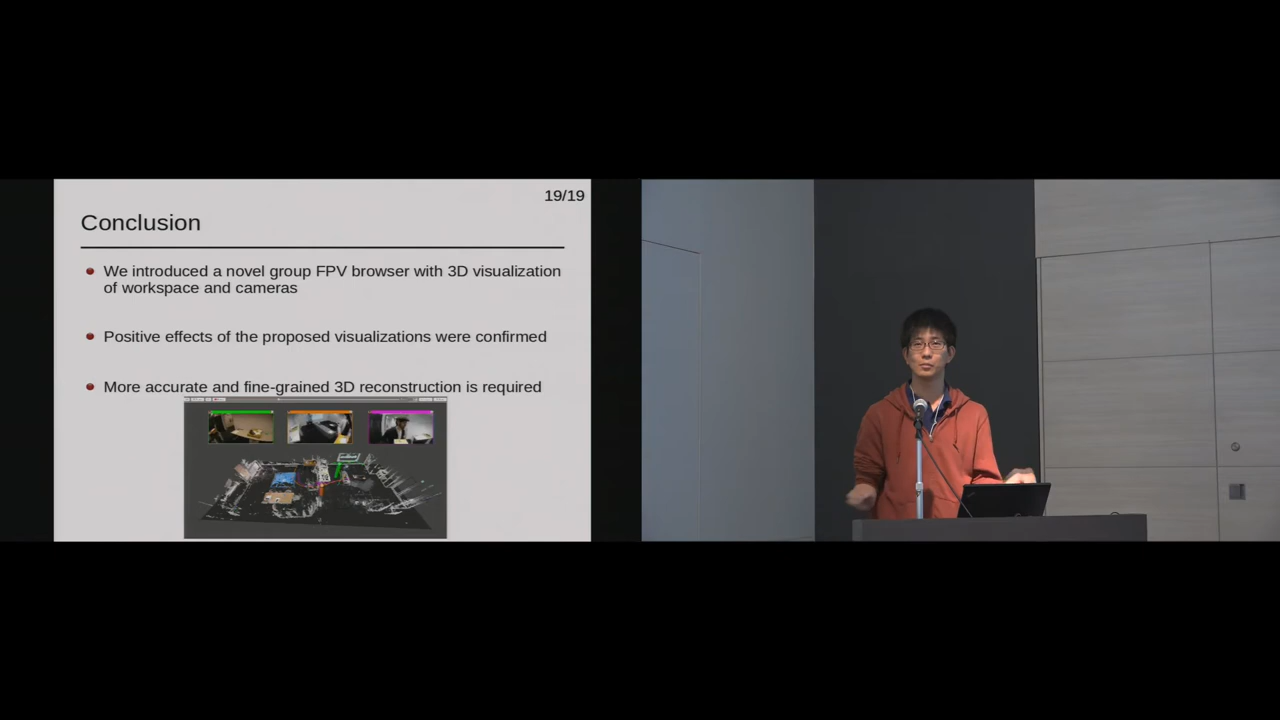 19/19
Conclusion
We introduced a novel group FPV browser with 3D visualization
of workspace and cameras
Positive effects of the proposed visualizations were confirmed
More accurate and fine-grained 3D reconstruction is required